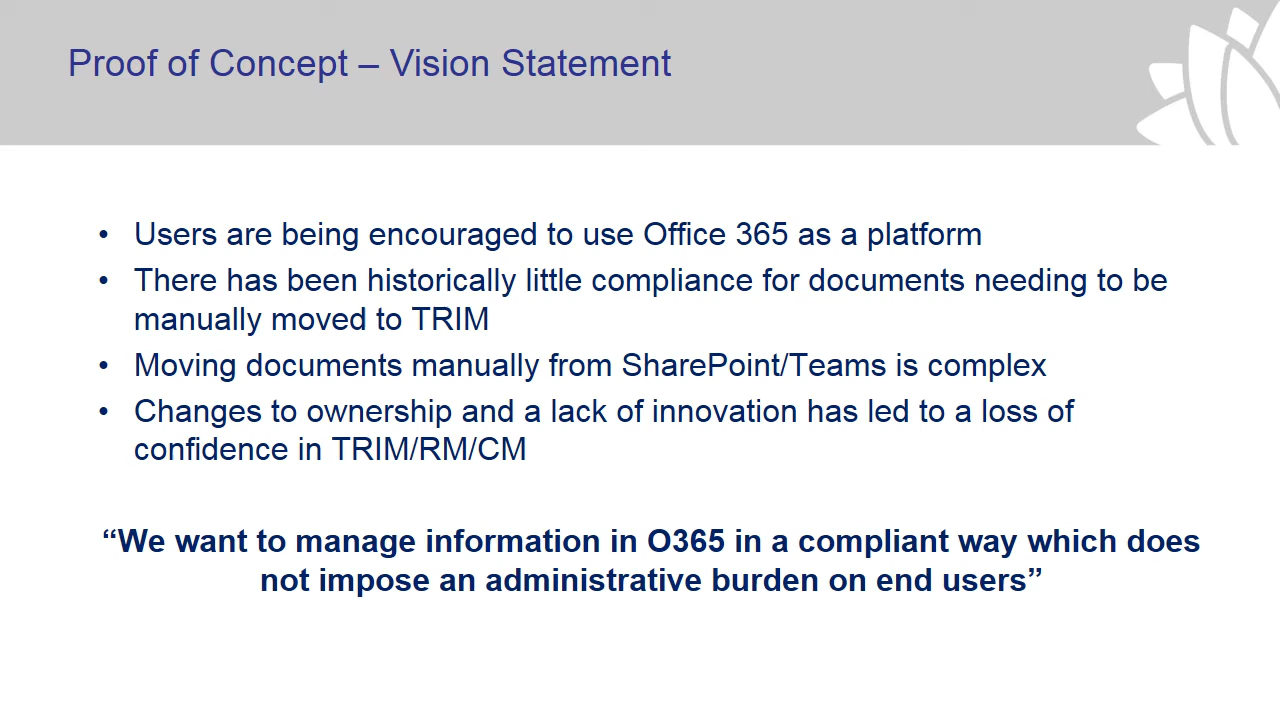 Proof of Concept – Vision Statement
• Users are being encouraged to use Office 365 as a platform
• There has been historically little compliance for documents needing to be
manually moved to TRIM
• Moving documents manually from SharePoint/Teams is complex
• Changes to ownership and a lack of innovation has led to a loss of
confidence in TRIM/RM/CM
“We want to manage information in O365 in a compliant way which does
not impose an administrative burden on end users”